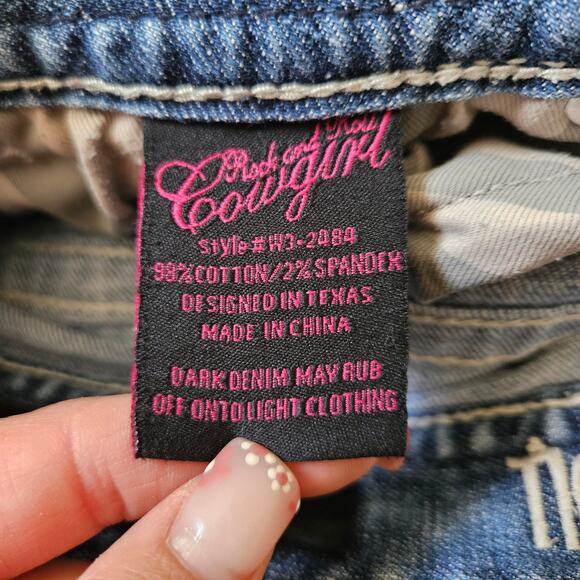 Rock and Roll
Cowgirl
Style# W3-2484
98%COTTON/2%SPANDEX
DESIGNED IN TEXAS
MADE IN CHINA
DARK DENIM MAY RUB
OFF ONTO LIGHT CLOTHING